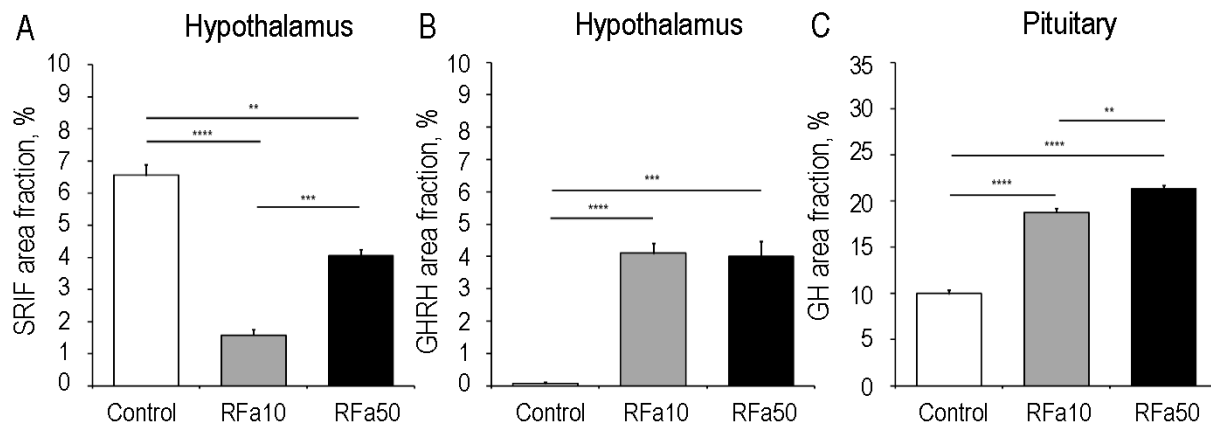 A
Hypothalamus
SRIF area fraction, %
10
9
8
7
6
5
4
3
2
1
0
**
****
***
Control
RFa10
RFa50
B
Hypothalamus
GHRH area fraction, %
10
9
8
7
6
5
4
3
2
1
0
***
****
Control
RFa10
RFa50
C
Pituitary
GH area fraction, %
35
30
25
20
15
10
5
0
**
****
****
Control
RFa10
RFa50